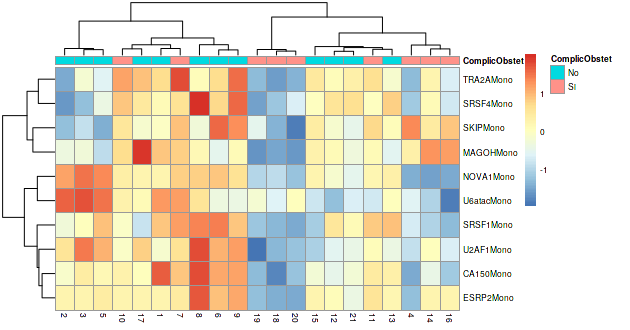 ComplicObstet
ComplicObstet
No
SI
TRA2AMono
SRSF4Mono
SKIPMono
MAGOHMono
NOVA1Mono
U6atacMono
SRSF1Mono
U2AF1Mono
CA150Mono
ESRP2Mono
1
0
-1
2 3 5 10 17 1 7 8 6 9 19 18 20 15 12 21 11 13 4 14 16